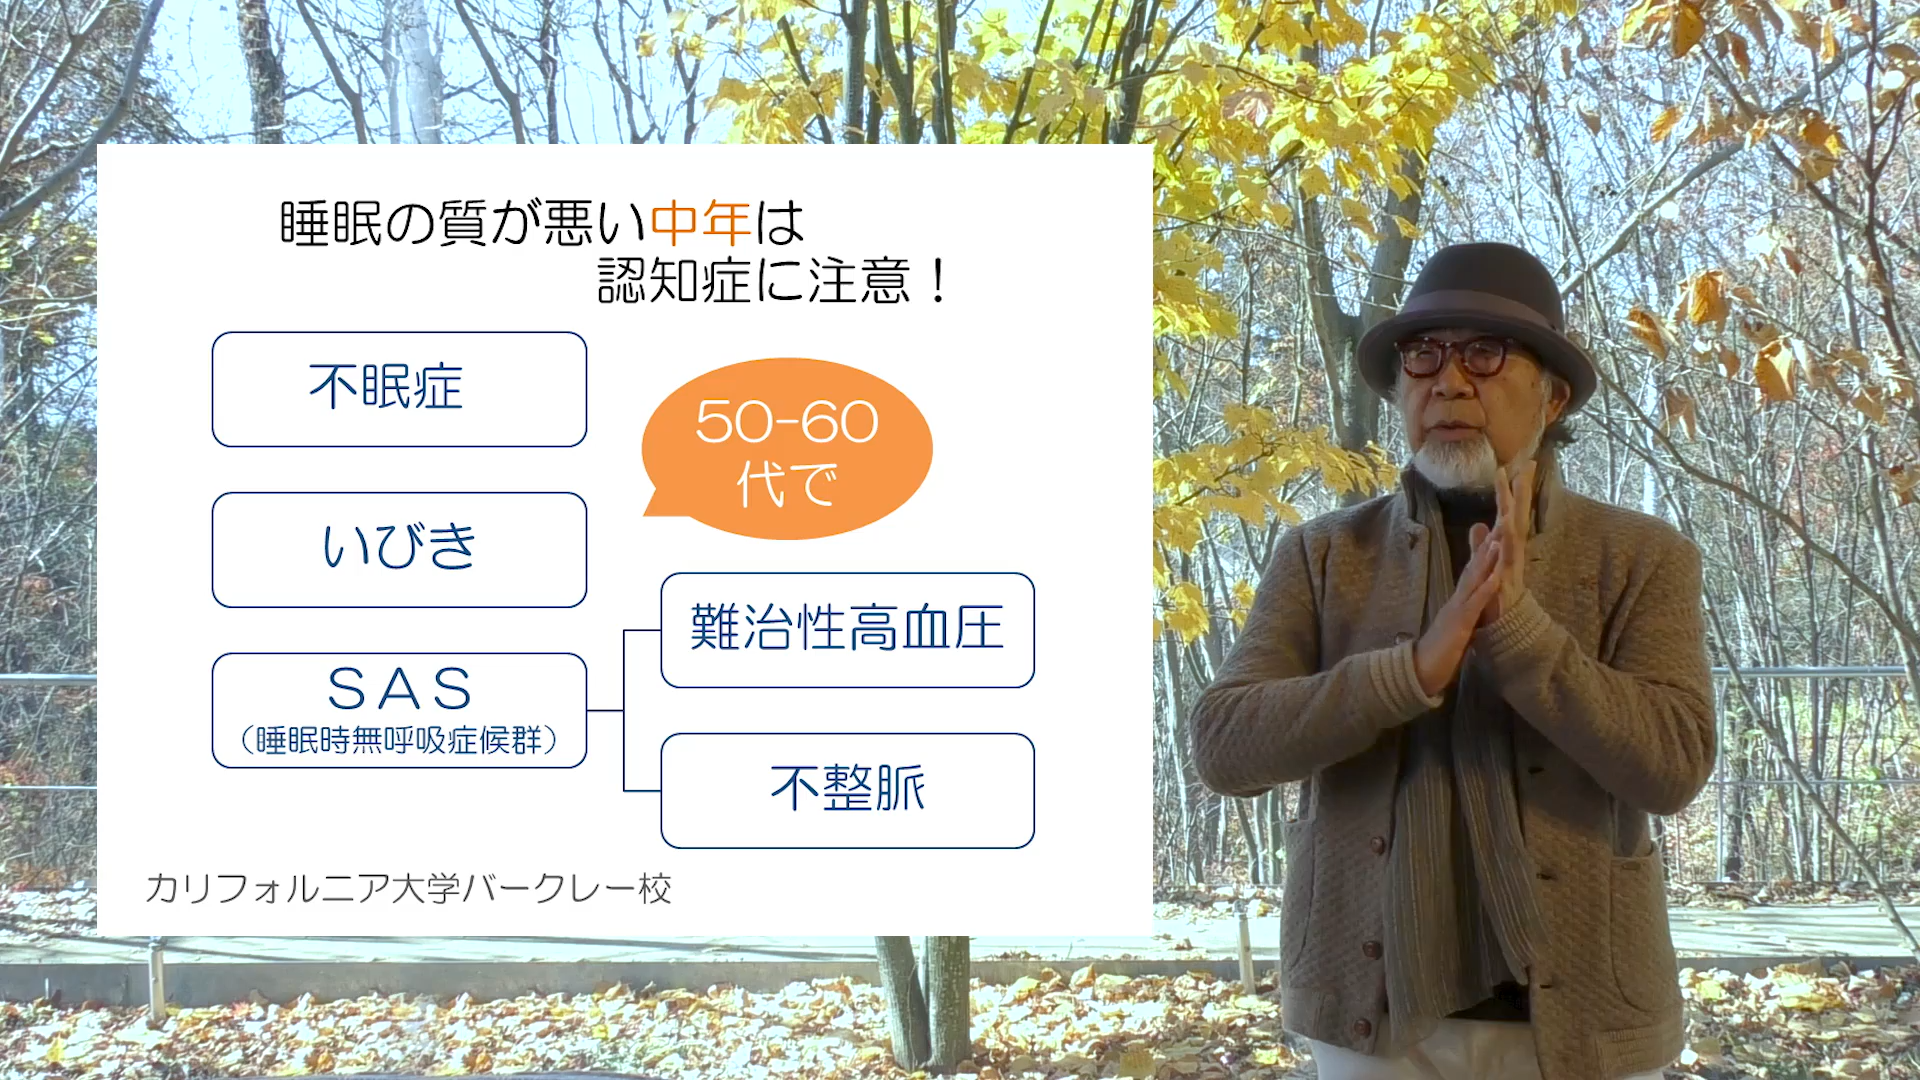 睡眠の質が悪い中年は
認知症に注意！
不眠症
50-60
代で
いびき
難治性高血圧
ＳＡＳ
（睡眠時無呼吸症候群）
不整脈
カリフォルニア大学バークレー校